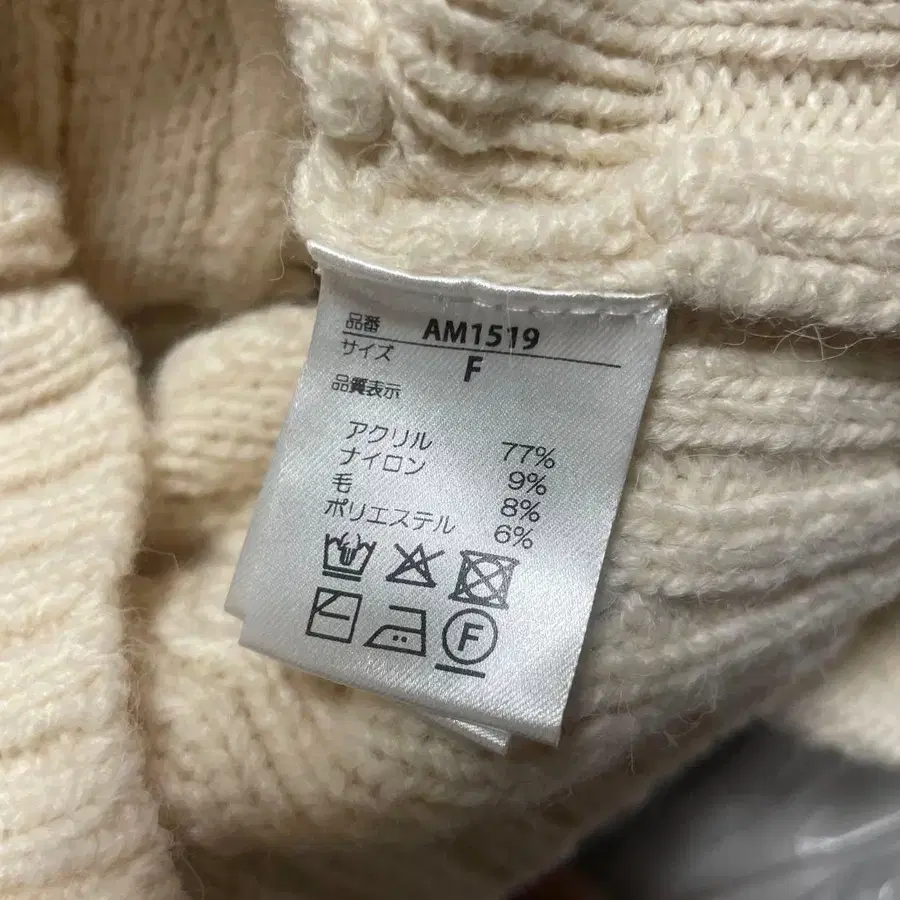 品番 AM1519
サイズ F
品質表示
アクリル 77%
ナイロン 9%
毛 8%
ポリエステル 6%
F